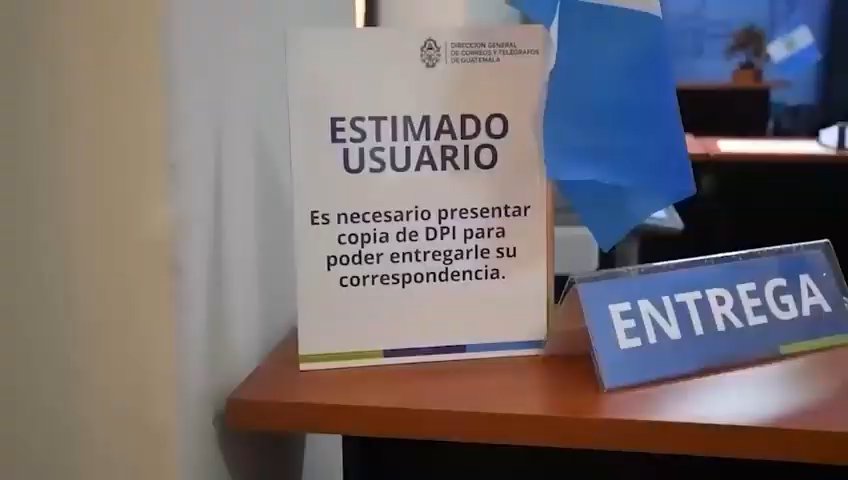 DIRECCIÓN GENERAL
DE CORREOS Y TELÉGRAFOS
DE GUATEMALA
ESTIMADO
USUARIO
Es necesario presentar
copia de DPI para
poder entregarle su
correspondencia.
ENTREGA